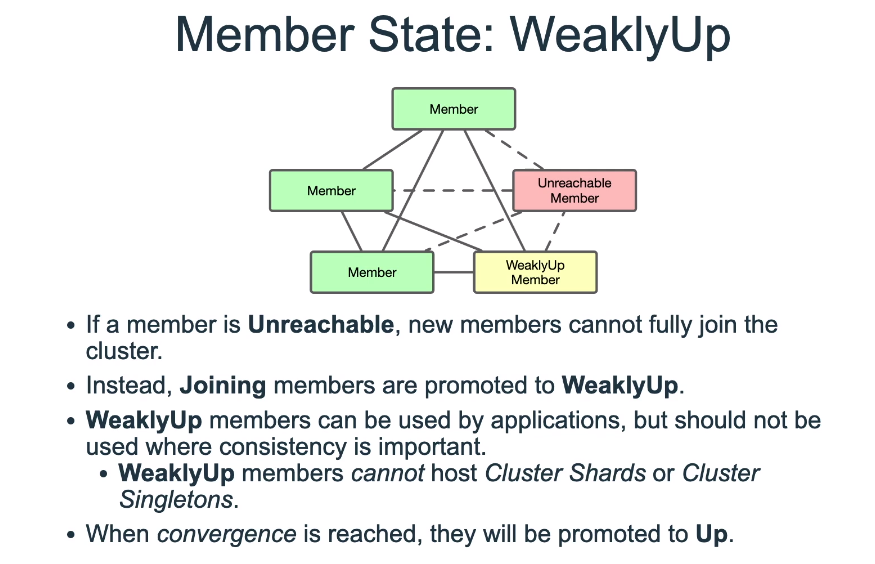 Member State: WeaklyUp
Member
Member
Unreachable
Member
Member
WeaklyUp
Member
• If a member is Unreachable, new members cannot fully join the
cluster.
• Instead, Joining members are promoted to WeaklyUp.
• WeaklyUp members can be used by applications, but should not be
used where consistency is important.
• WeaklyUp members cannot host Cluster Shards or Cluster
Singletons.
• When convergence is reached, they will be promoted to Up.